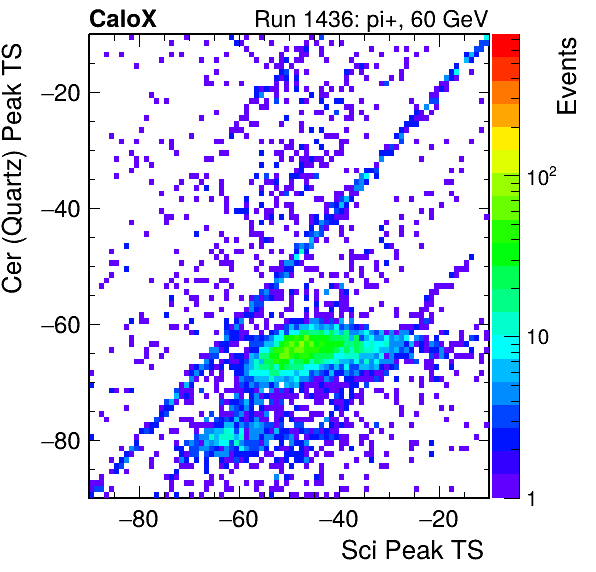 CaloX Run 1436: pi+, 60 GeV
Cer (Quartz) Peak TS
−20
−40
−60
−80
−80 −60 −40 −20
Sci Peak TS
Events
10²
10
1